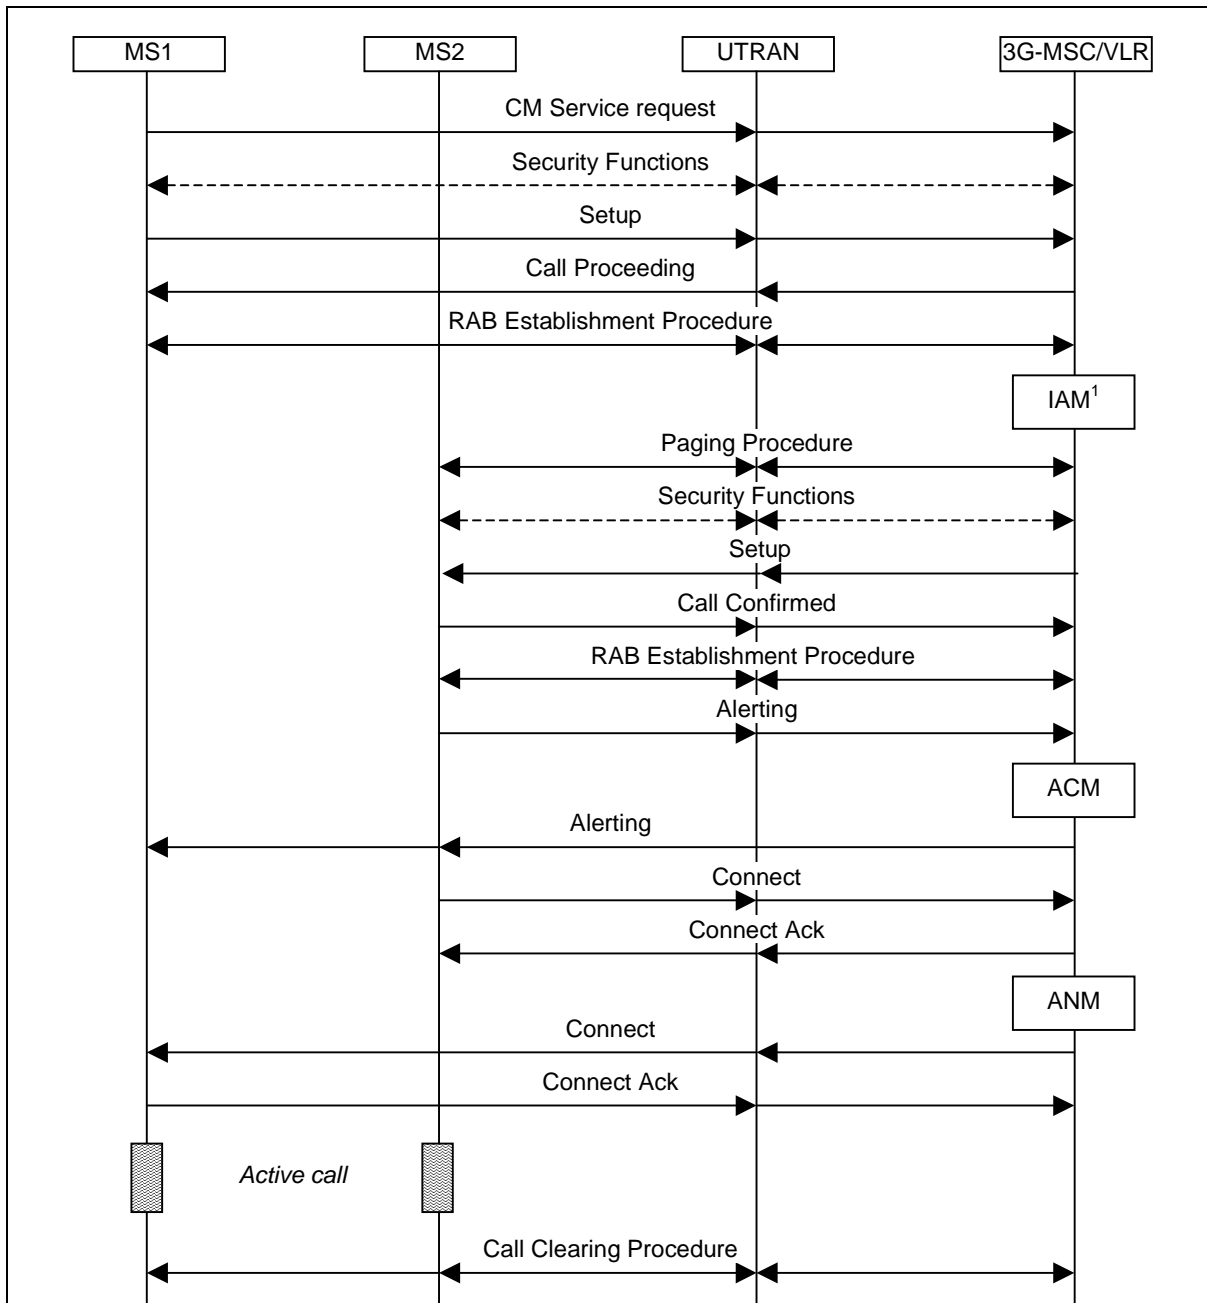 MS1
MS2
UTRAN
3G-MSC/VLR
CM Service request
Security Functions
Setup
Call Proceeding
RAB Establishment Procedure
IAM¹
Paging Procedure
Security Functions
Setup
Call Confirmed
RAB Establishment Procedure
Alerting
ACM
Alerting
Connect
Connect Ack
ANM
Connect
Connect Ack
Active call
Call Clearing Procedure